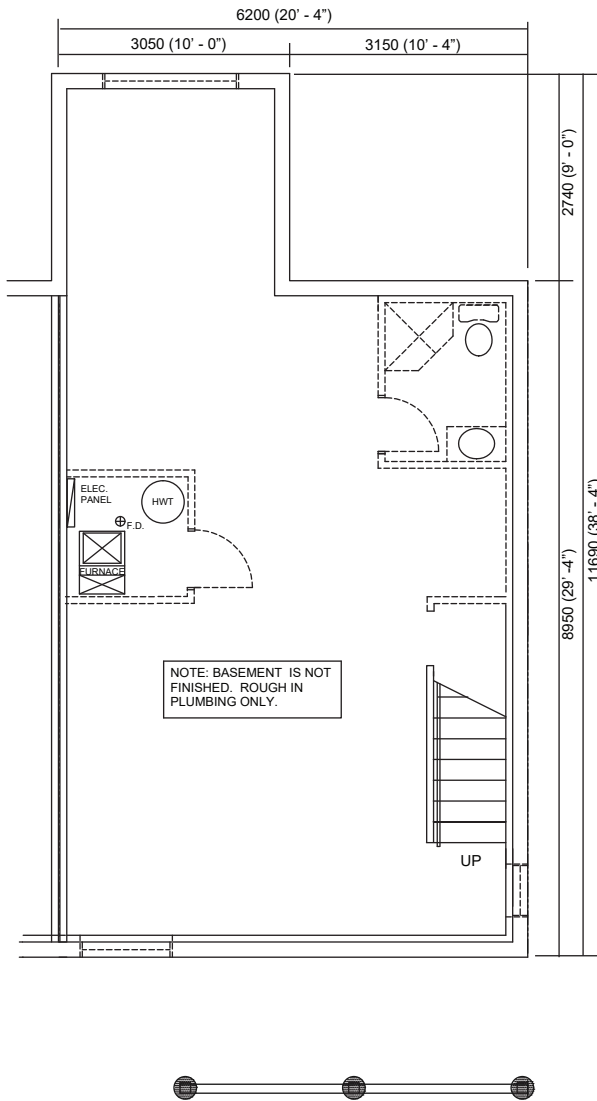 6200 (20' - 4")
3050 (10' - 0")
3150 (10' - 4")
2740 (9' - 0")
8950 (29' -4")
11690 (38' - 4")
ELEC.
PANEL
HWT
F.D.
FURNACE
NOTE: BASEMENT IS NOT
FINISHED. ROUGH IN
PLUMBING ONLY.
UP